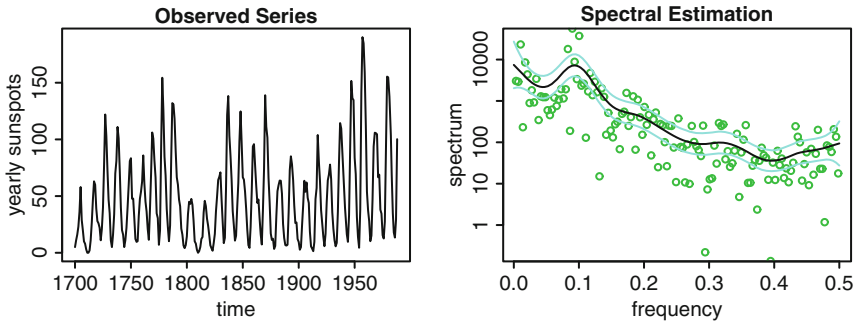 Observed Series
yearly sunspots
150
100
50
0
1700 1750 1800 1850 1900 1950
time
Spectral Estimation
spectrum
10000
100
10
1
0.0 0.1 0.2 0.3 0.4 0.5
frequency